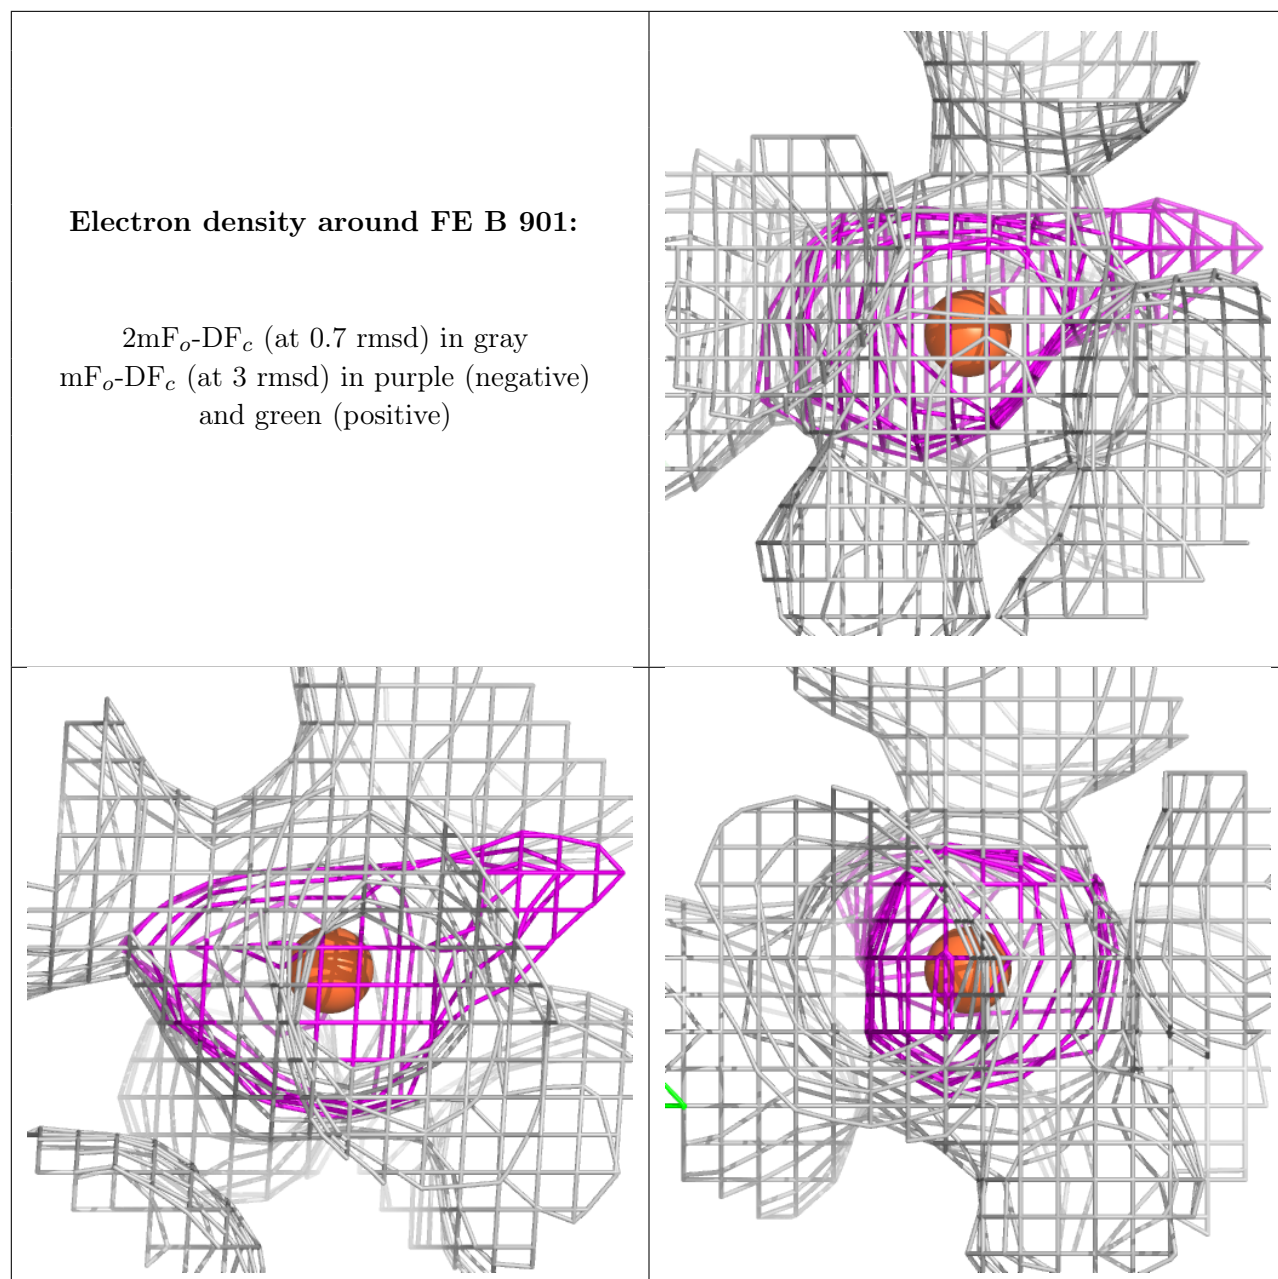 Electron density around FE B 901:
2mFₒ-DF𝒸 (at 0.7 rmsd) in gray
mFₒ-DF𝒸 (at 3 rmsd) in purple (negative)
and green (positive)